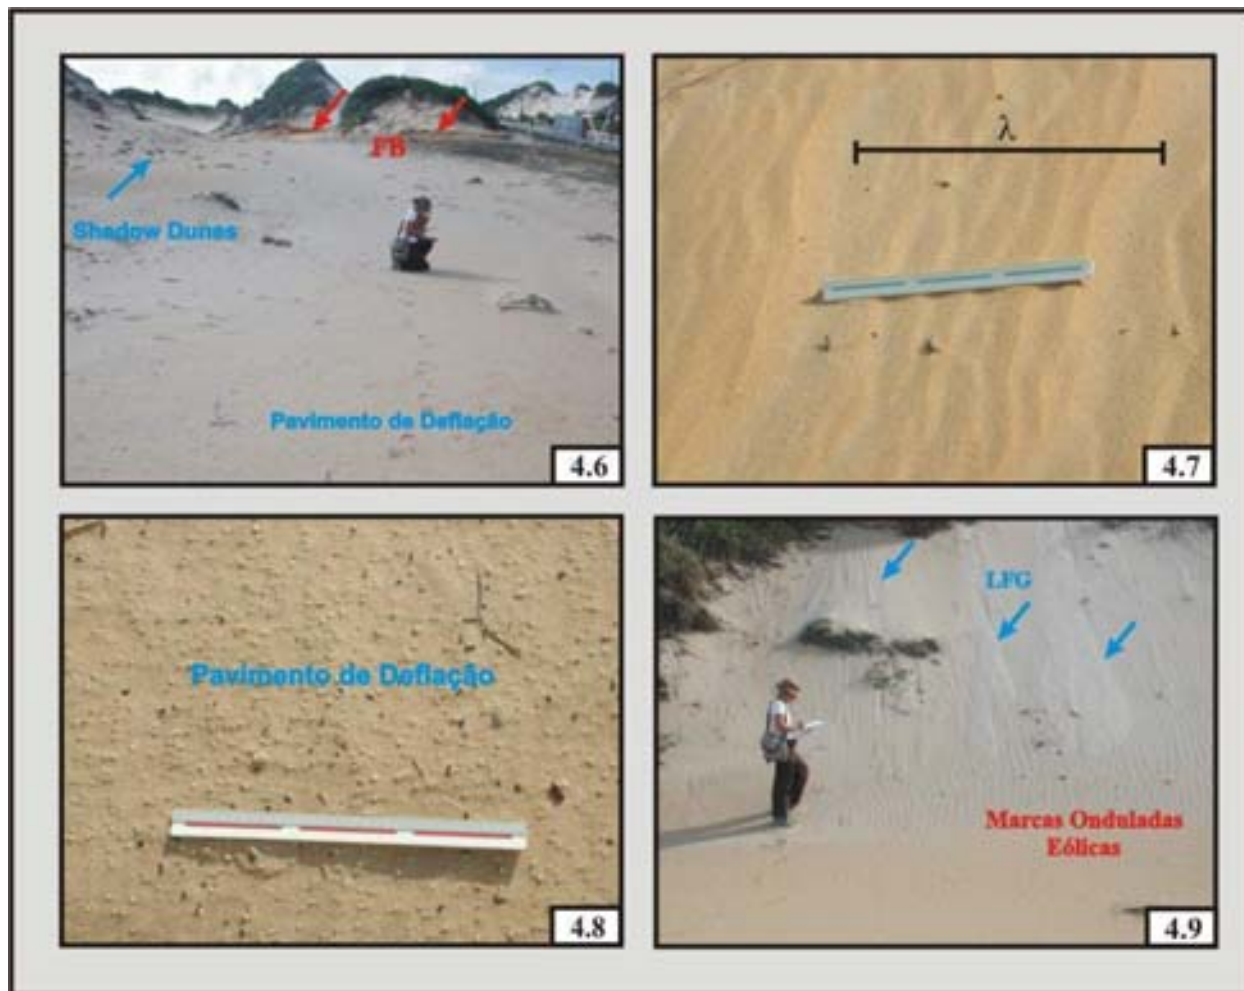 FB
Shadow Dunes
Pavimento de Deflação
4.6
λ
4.7
Pavimento de Deflação
4.8
LFG
Marcas Onduladas
Eólicas
4.9